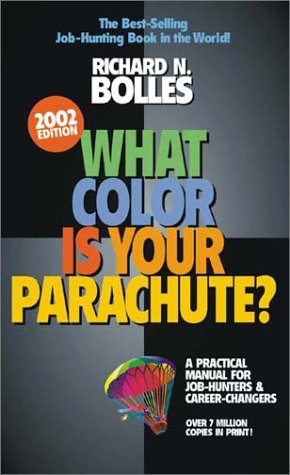 The Best-Selling
Job-Hunting Book in the World!
RICHARD N.
BOLLES
2002
EDITION
WHAT
COLOR
IS YOUR
PARACHUTE?
A PRACTICAL
MANUAL FOR
JOB-HUNTERS &
CAREER-CHANGERS
OVER 7 MILLION
COPIES IN PRINT!